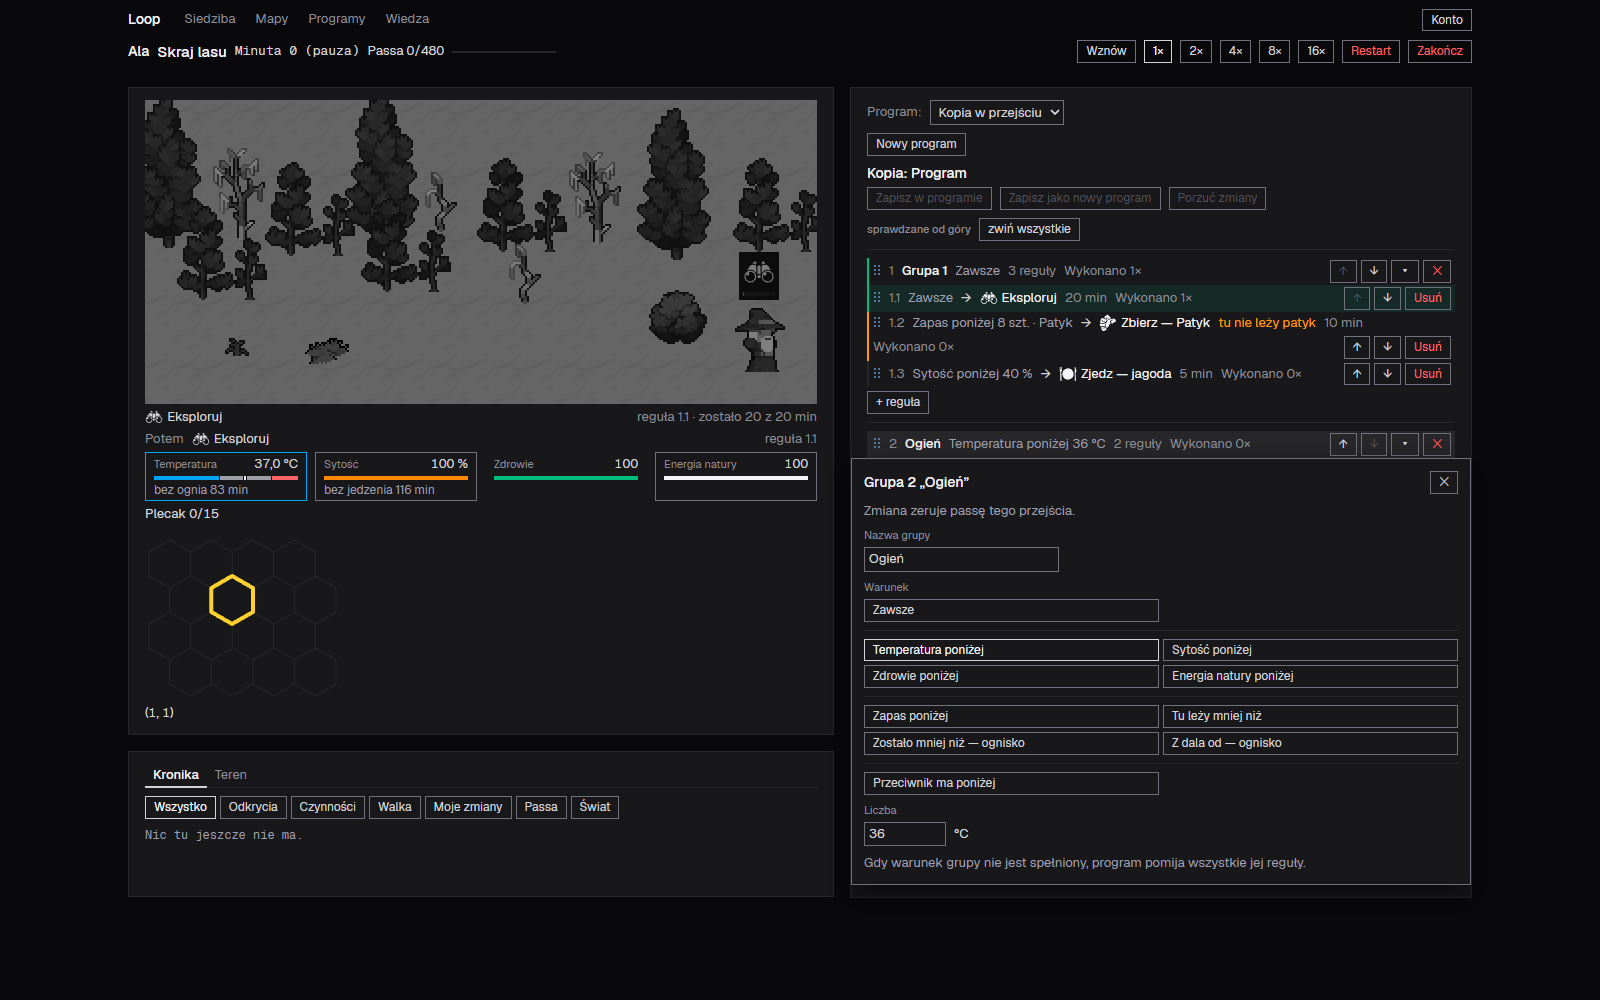 Loop Siedziba Mapy Programy Wiedza Konto
Ala Skraj lasu Minuta 0 (pauza) Passa 0/480 Wznów 1× 2× 4× 8× 16× Restart Zakończ
Eksploruj reguła 1.1 · zostało 20 z 20 min
Potem Eksploruj reguła 1.1
Temperatura 37,0 °C Sytość 100 % Zdrowie 100 Energia natury 100
bez ognia 83 min bez jedzenia 116 min
Plecak 0/15
(1, 1)
Kronika Teren
Wszystko Odkrycia Czynności Walka Moje zmiany Passa Świat
Nic tu jeszcze nie ma.
Program: Kopia w przejściu
Nowy program
Kopia: Program
Zapisz w programie Zapisz jako nowy program Porzuć zmiany
sprawdzane od góry zwiń wszystkie
1 Grupa 1 Zawsze 3 reguły Wykonano 1×
1.1 Zawsze → Eksploruj 20 min Wykonano 1× ↑ ↓ Usuń
1.2 Zapas poniżej 8 szt. · Patyk → Zbierz — Patyk tu nie leży patyk 10 min
Wykonano 0× ↑ ↓ Usuń
1.3 Sytość poniżej 40 % → Zjedz — jagoda 5 min Wykonano 0× ↑ ↓ Usuń
+ reguła
2 Ogień Temperatura poniżej 36 °C 2 reguły Wykonano 0×
Grupa 2 „Ogień”
Zmiana zeruje passę tego przejścia.
Nazwa grupy
Ogień
Warunek
Zawsze
Temperatura poniżej Sytość poniżej
Zdrowie poniżej Energia natury poniżej
Zapas poniżej Tu leży mniej niż
Zostało mniej niż — ognisko Z dala od — ognisko
Przeciwnik ma poniżej
Liczba
36 °C
Gdy warunek grupy nie jest spełniony, program pomija wszystkie jej reguły.